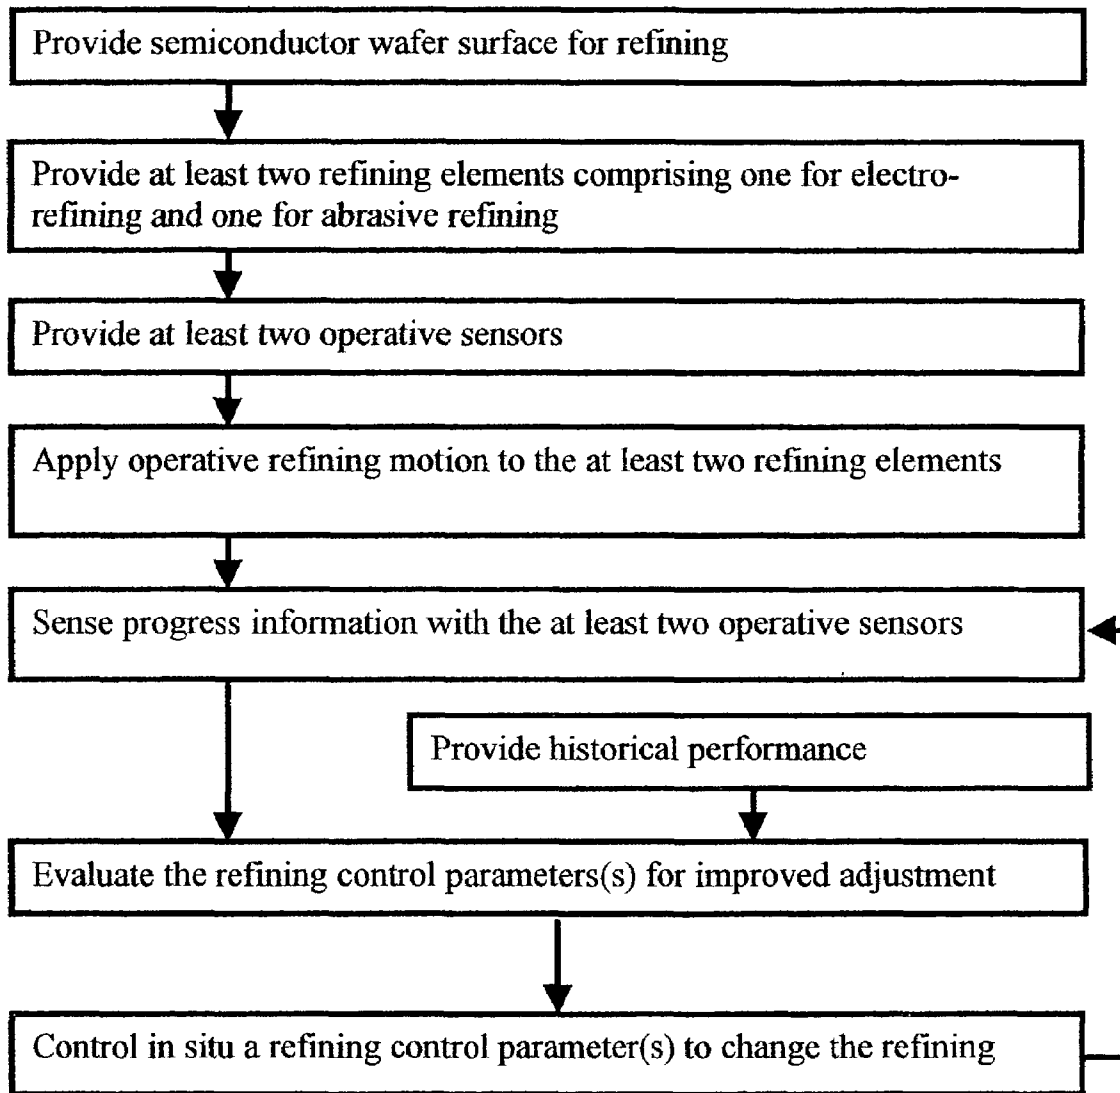 Provide semiconductor wafer surface for refining
Provide at least two refining elements comprising one for electro-
refining and one for abrasive refining
Provide at least two operative sensors
Apply operative refining motion to the at least two refining elements
Sense progress information with the at least two operative sensors
Provide historical performance
Evaluate the refining control parameters(s) for improved adjustment
Control in situ a refining control parameter(s) to change the refining